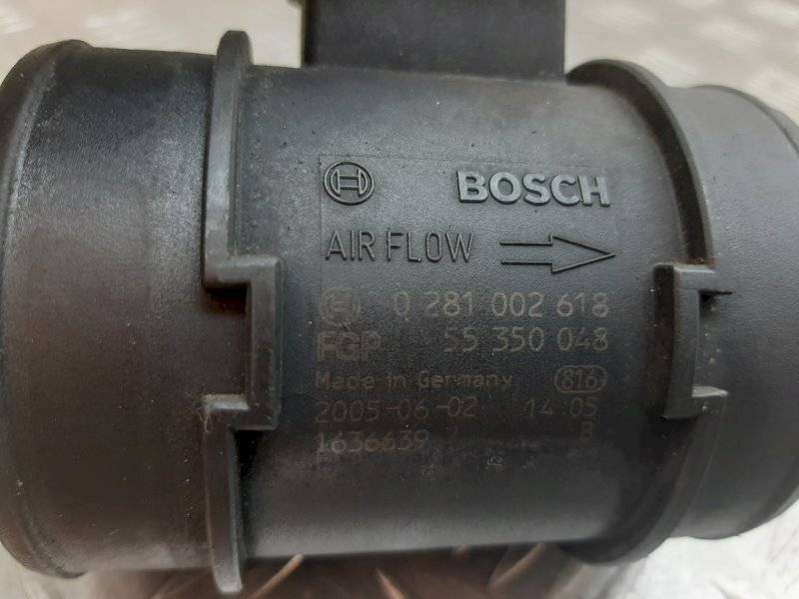 BOSCH
AIR FLOW
0 281 002 618
FGP 55 350 048
Made in Germany 816
2005-06-02 14:05
1636639 B